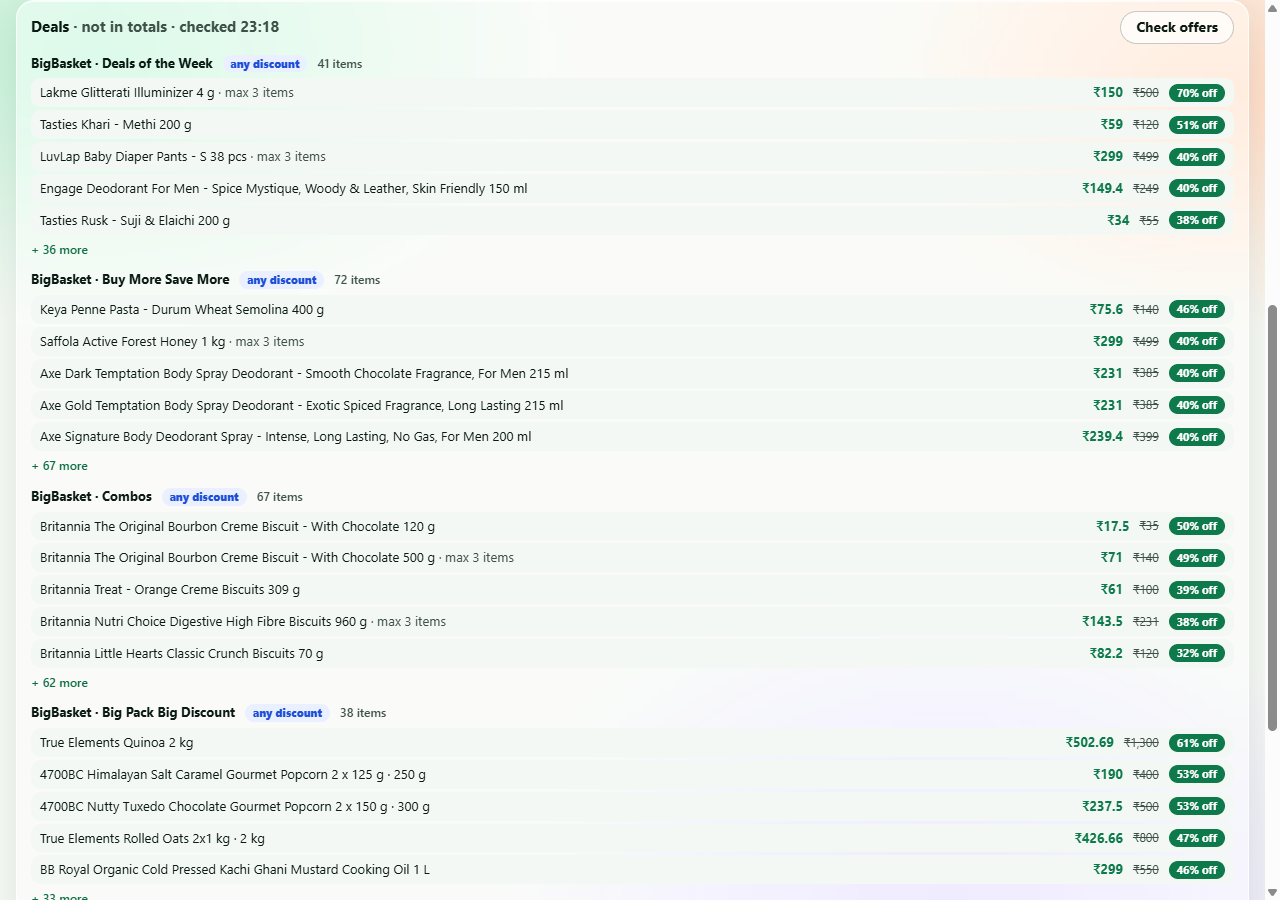 Deals · not in totals · checked 23:18
Check offers
BigBasket · Deals of the Week any discount 41 items
Lakme Glitterati Illuminizer 4 g · max 3 items ₹150 ₹500 70% off
Tasties Khari - Methi 200 g ₹59 ₹120 51% off
LuvLap Baby Diaper Pants - S 38 pcs · max 3 items ₹299 ₹499 40% off
Engage Deodorant For Men - Spice Mystique, Woody & Leather, Skin Friendly 150 ml ₹149.4 ₹249 40% off
Tasties Rusk - Suji & Elaichi 200 g ₹34 ₹55 38% off
+ 36 more
BigBasket · Buy More Save More any discount 72 items
Keya Penne Pasta - Durum Wheat Semolina 400 g ₹75.6 ₹140 46% off
Saffola Active Forest Honey 1 kg · max 3 items ₹299 ₹499 40% off
Axe Dark Temptation Body Spray Deodorant - Smooth Chocolate Fragrance, For Men 215 ml ₹231 ₹385 40% off
Axe Gold Temptation Body Spray Deodorant - Exotic Spiced Fragrance, Long Lasting 215 ml ₹231 ₹385 40% off
Axe Signature Body Deodorant Spray - Intense, Long Lasting, No Gas, For Men 200 ml ₹239.4 ₹399 40% off
+ 67 more
BigBasket · Combos any discount 67 items
Britannia The Original Bourbon Creme Biscuit - With Chocolate 120 g ₹17.5 ₹35 50% off
Britannia The Original Bourbon Creme Biscuit - With Chocolate 500 g · max 3 items ₹71 ₹140 49% off
Britannia Treat - Orange Creme Biscuits 309 g ₹61 ₹100 39% off
Britannia Nutri Choice Digestive High Fibre Biscuits 960 g · max 3 items ₹143.5 ₹231 38% off
Britannia Little Hearts Classic Crunch Biscuits 70 g ₹82.2 ₹120 32% off
+ 62 more
BigBasket · Big Pack Big Discount any discount 38 items
True Elements Quinoa 2 kg ₹502.69 ₹1,300 61% off
4700BC Himalayan Salt Caramel Gourmet Popcorn 2 x 125 g · 250 g ₹190 ₹400 53% off
4700BC Nutty Tuxedo Chocolate Gourmet Popcorn 2 x 150 g · 300 g ₹237.5 ₹500 53% off
True Elements Rolled Oats 2x1 kg · 2 kg ₹426.66 ₹800 47% off
BB Royal Organic Cold Pressed Kachi Ghani Mustard Cooking Oil 1 L ₹299 ₹550 46% off
+ 33 more